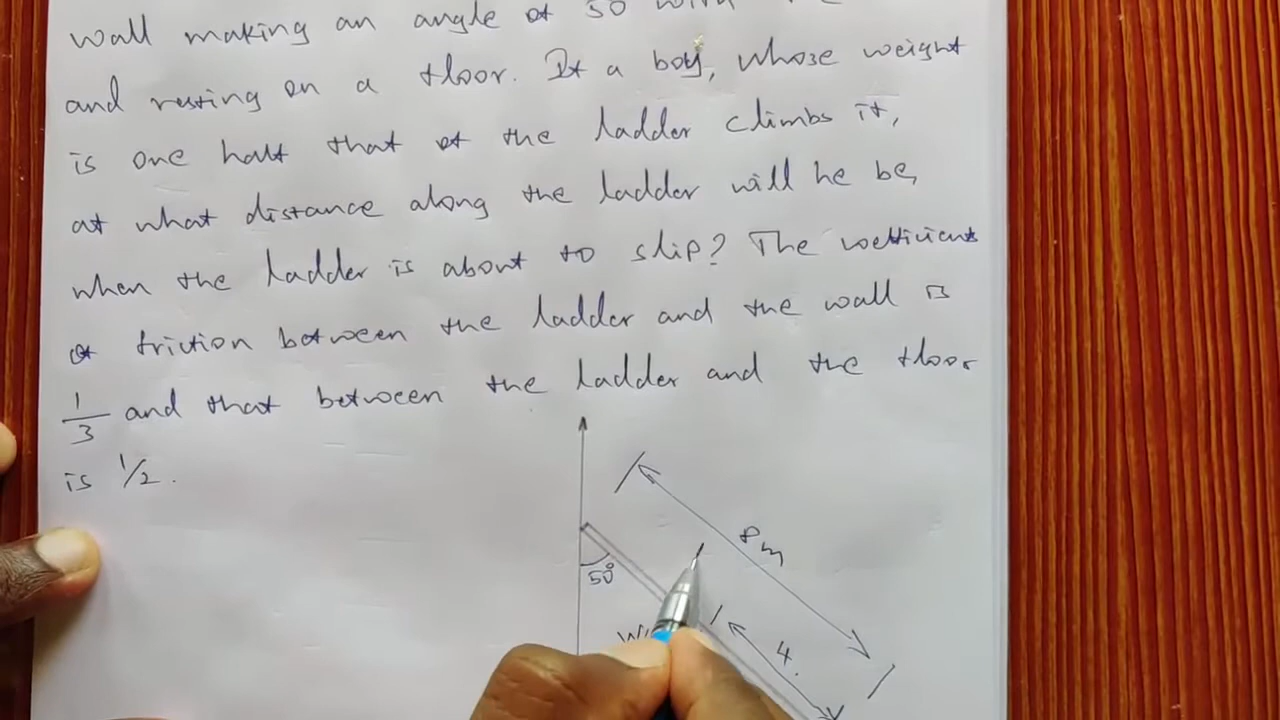 wall making an angle of 50 with
and resting on a floor. If a boy, whose weight
is one half that of the ladder climbs it,
at what distance along the ladder will he be,
when the ladder is about to slip? The coefficient
of friction between the ladder and the wall is
1/3 and that between the ladder and the floor
is 1/2.
8m
50°
4.